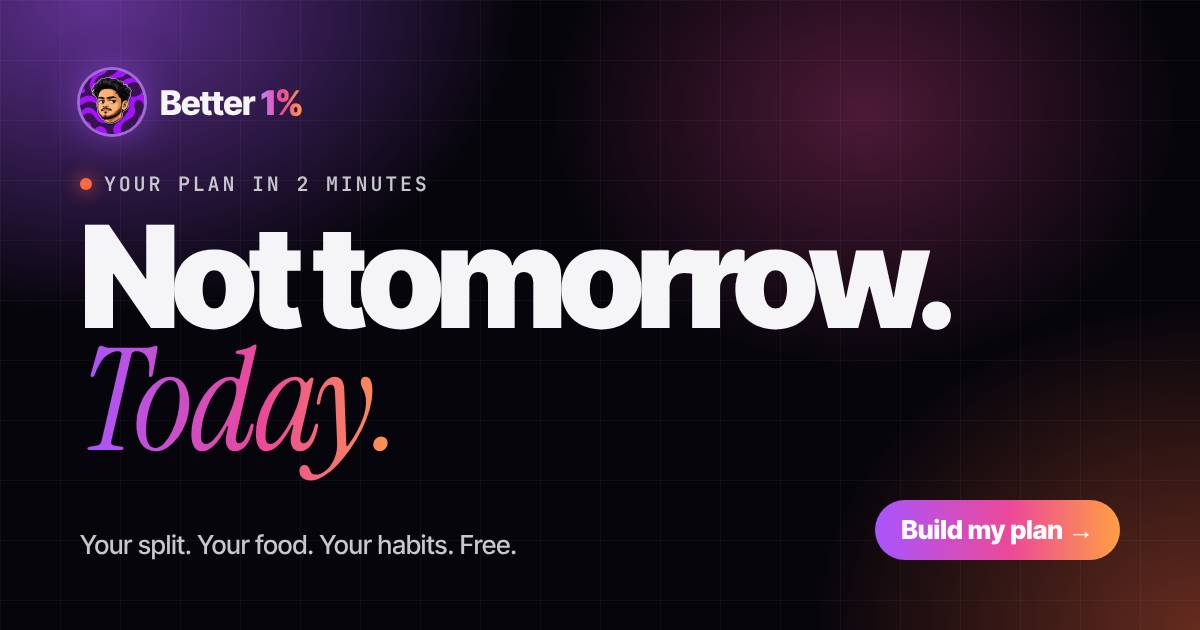 Better 1%
YOUR PLAN IN 2 MINUTES
Not tomorrow.
Today.
Your split. Your food. Your habits. Free.
Build my plan →